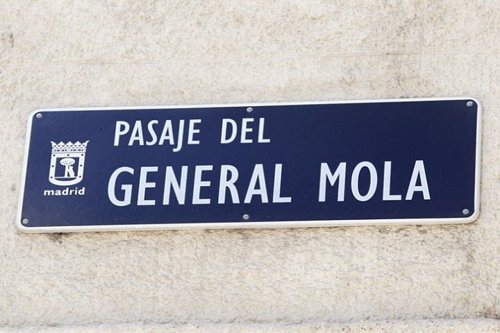 PASAJE DEL
GENERAL MOLA
madrid